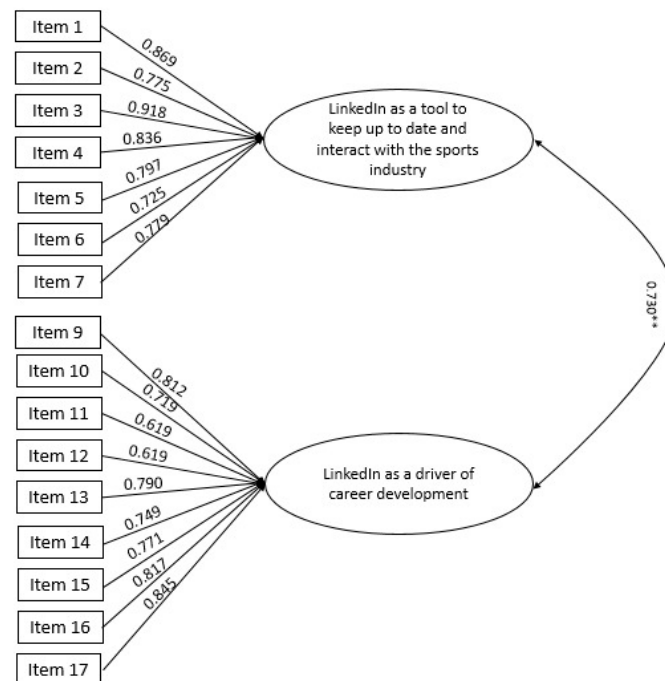 Item 1
0.869
Item 2
0.775
Item 3
0.918
Item 4
0.836
Item 5
0.797
Item 6
0.725
Item 7
0.779
LinkedIn as a tool to
keep up to date and
interact with the sports
industry
0.730**
Item 9
0.812
Item 10
0.719
Item 11
0.619
Item 12
0.619
Item 13
0.790
Item 14
0.749
Item 15
0.771
Item 16
0.817
Item 17
0.845
LinkedIn as a driver of
career development